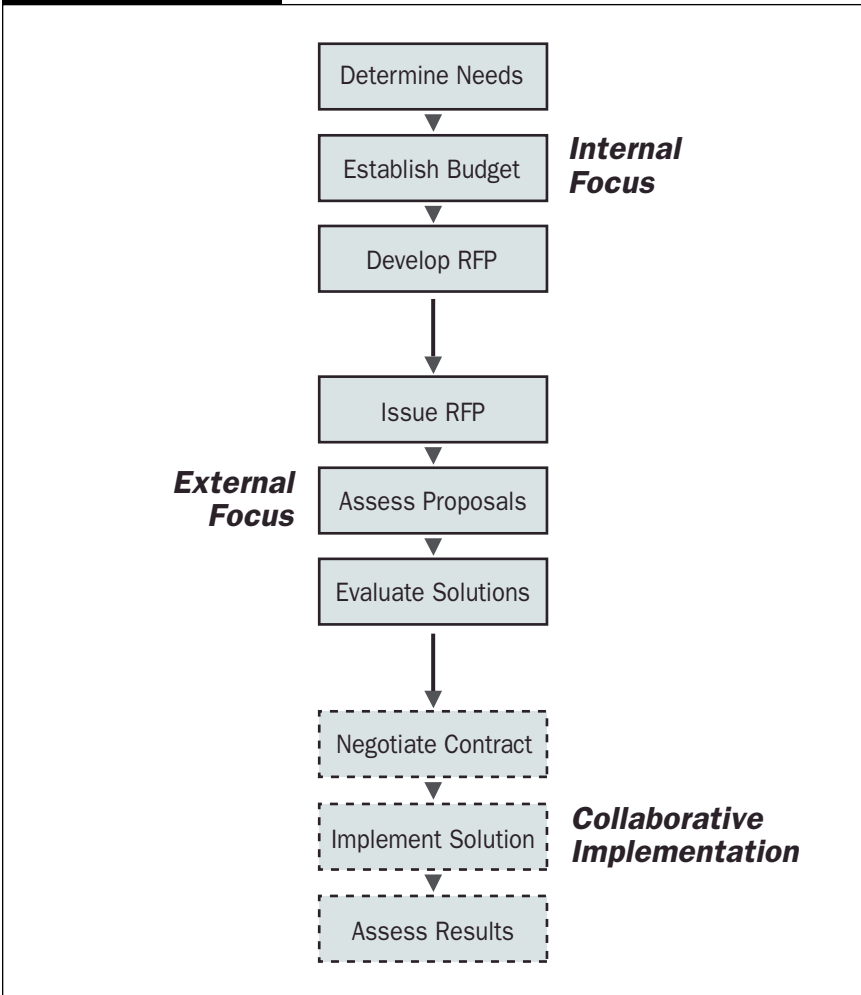 Determine Needs
Establish Budget
Internal
Focus
Develop RFP
Issue RFP
External
Focus
Assess Proposals
Evaluate Solutions
Negotiate Contract
Implement Solution
Collaborative
Implementation
Assess Results